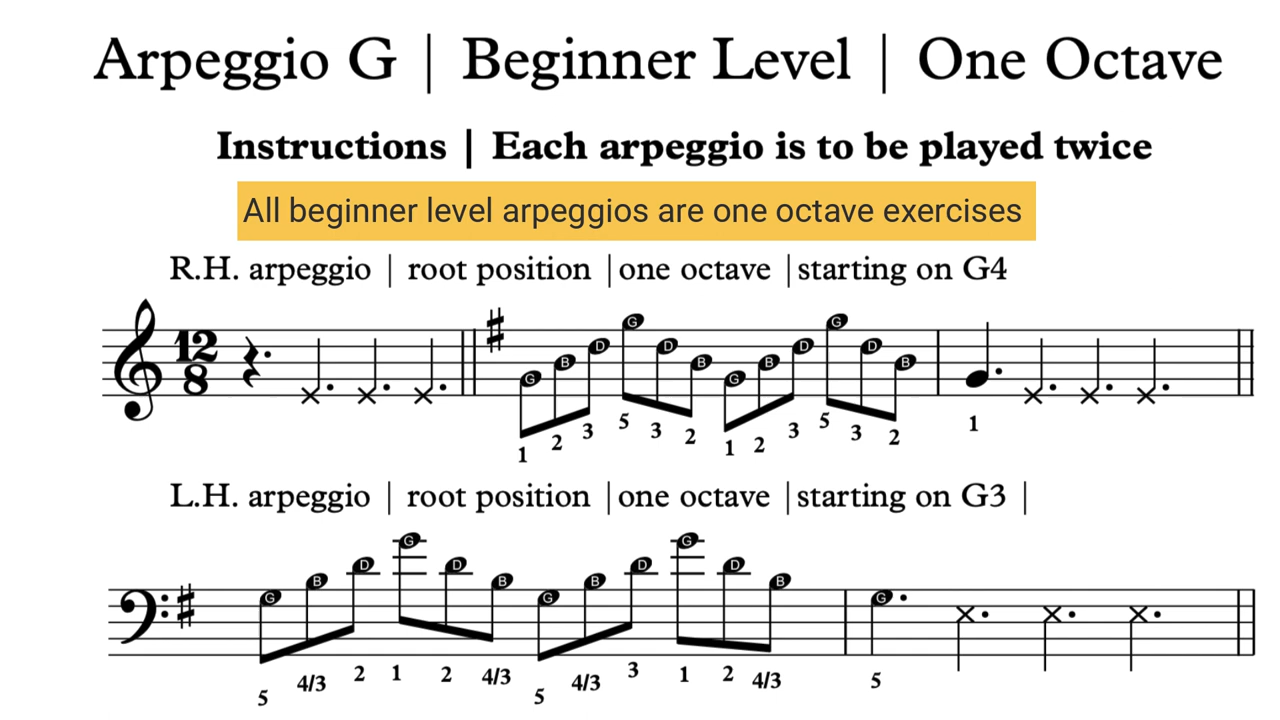 Arpeggio G | Beginner Level | One Octave
Instructions | Each arpeggio is to be played twice
All beginner level arpeggios are one octave exercises
R.H. arpeggio | root position |one octave |starting on G4
12
8
G B D G D B G B D G D B
1 2 3 5 3 2 1 2 3 5 3 2 1
L.H. arpeggio | root position |one octave |starting on G3 |
G B D G D B G B D G D B G
5 4/3 2 1 2 4/3 5 4/3 3 1 2 4/3 5